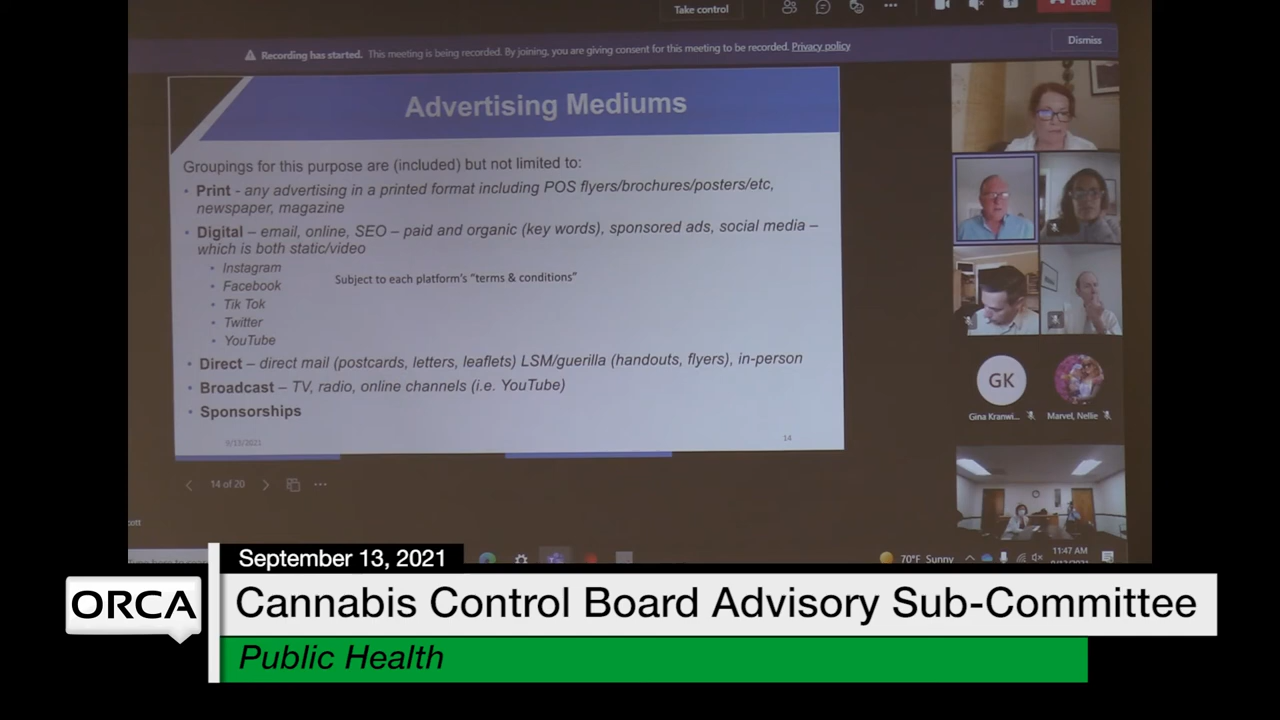 Take control
Leave
Recording has started. This meeting is being recorded. By joining, you are giving consent for this meeting to be recorded. Privacy policy
Dismiss
Advertising Mediums
Groupings for this purpose are (included) but not limited to:
• Print - any advertising in a printed format including POS flyers/brochures/posters/etc,
newspaper, magazine
• Digital – email, online, SEO – paid and organic (key words), sponsored ads, social media –
which is both static/video
• Instagram
Subject to each platform's "terms & conditions"
• Facebook
• Tik Tok
• Twitter
• YouTube
• Direct – direct mail (postcards, letters, leaflets) LSM/guerilla (handouts, flyers), in-person
• Broadcast – TV, radio, online channels (i.e. YouTube)
• Sponsorships
9/13/2021
14
GK
Gina Kranwi...
Marvel, Nellie
14 of 20
70°F Sunny
11:47 AM
September 13, 2021
ORCA
Cannabis Control Board Advisory Sub-Committee
Public Health